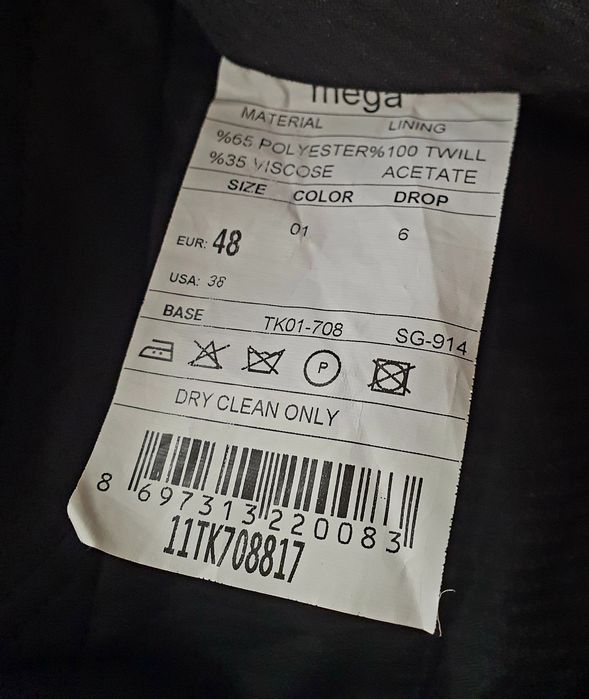 mega
MATERIAL LINING
%65 POLYESTER %100 TWILL
%35 VISCOSE ACETATE
SIZE COLOR DROP
EUR: 48 01 6
USA: 38
BASE TK01-708 SG-914
P
DRY CLEAN ONLY
8 697313 220083
11TK708817